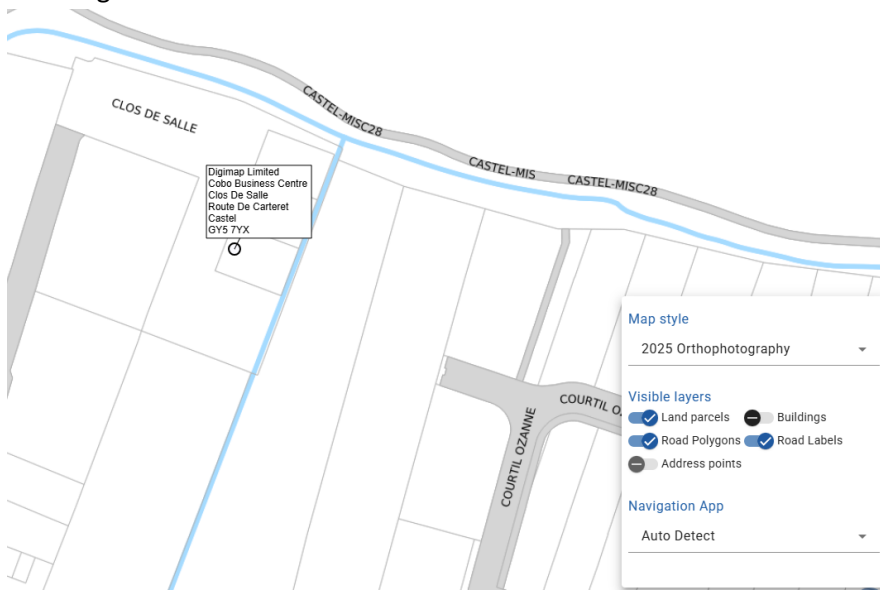 CLOS DE SALLE
CASTEL-MISC28
CASTEL-MIS
CASTEL-MISC28
Digimap Limited
Cobo Business Centre
Clos De Salle
Route De Carteret
Castel
GY5 7YX
COURTIL O
COURTIL OZANNE
Map style
2025 Orthophotography
Visible layers
Land parcels
Buildings
Road Polygons
Road Labels
Address points
Navigation App
Auto Detect